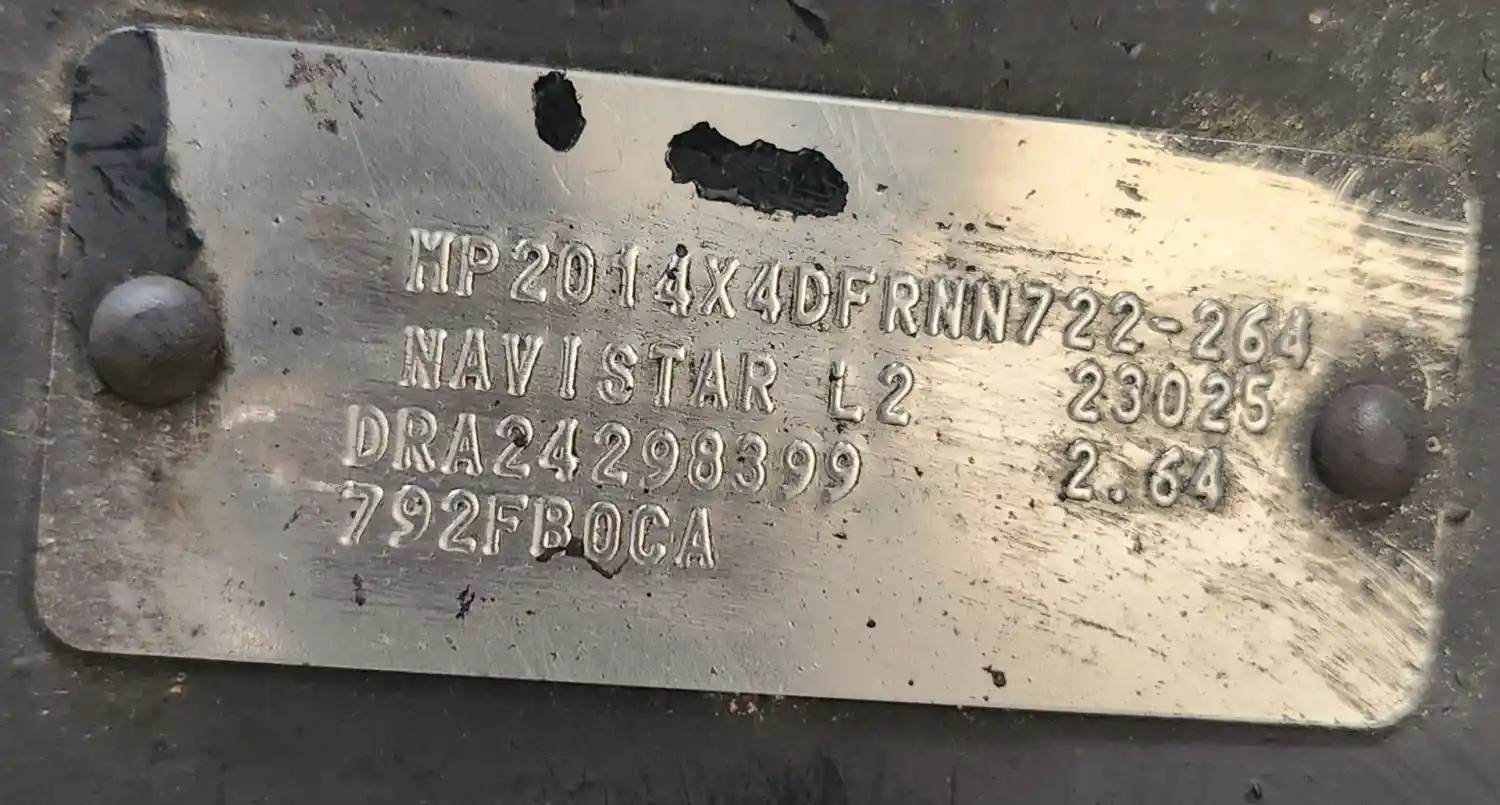 MP2014X4DFRNN722-264
NAVISTAR L2 23025
DRA24298399 2.64
792FB0CA